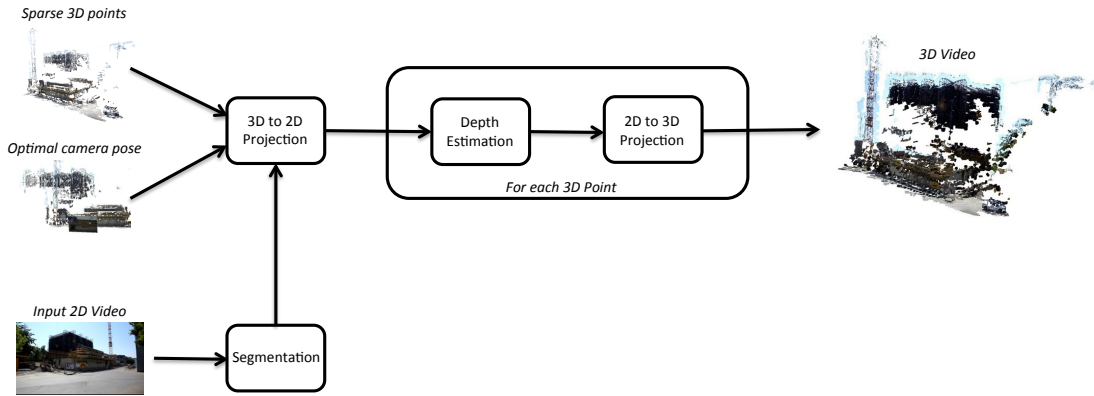 Sparse 3D points
3D Video
3D to 2D
Projection
Depth
Estimation
2D to 3D
Projection
Optimal camera pose
For each 3D Point
Input 2D Video
Segmentation